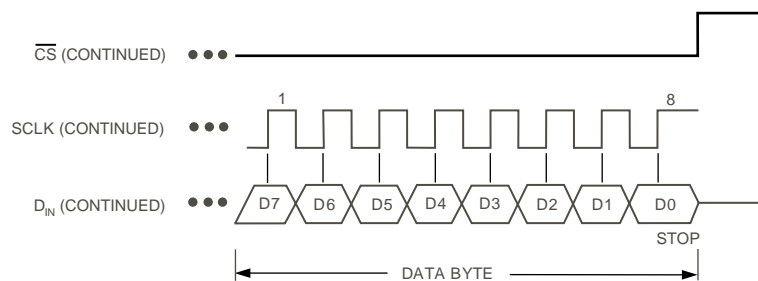 CS (CONTINUED)
1 8
SCLK (CONTINUED)
DIN (CONTINUED) D7 D6 D5 D4 D3 D2 D1 D0
STOP
DATA BYTE